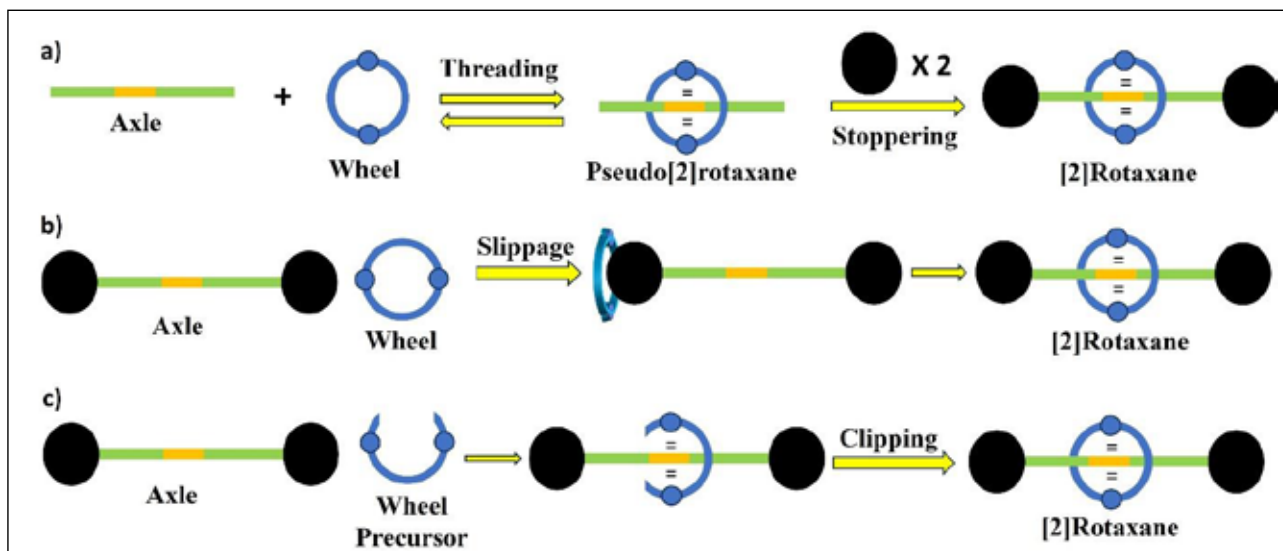 a)
Axle
+
Wheel
Threading
=
=
Pseudo[2]rotaxane
X 2
Stoppering
=
=
[2]Rotaxane
b)
Axle
Wheel
Slippage
=
=
[2]Rotaxane
c)
Axle
Wheel
Precursor
=
=
Clipping
=
=
[2]Rotaxane